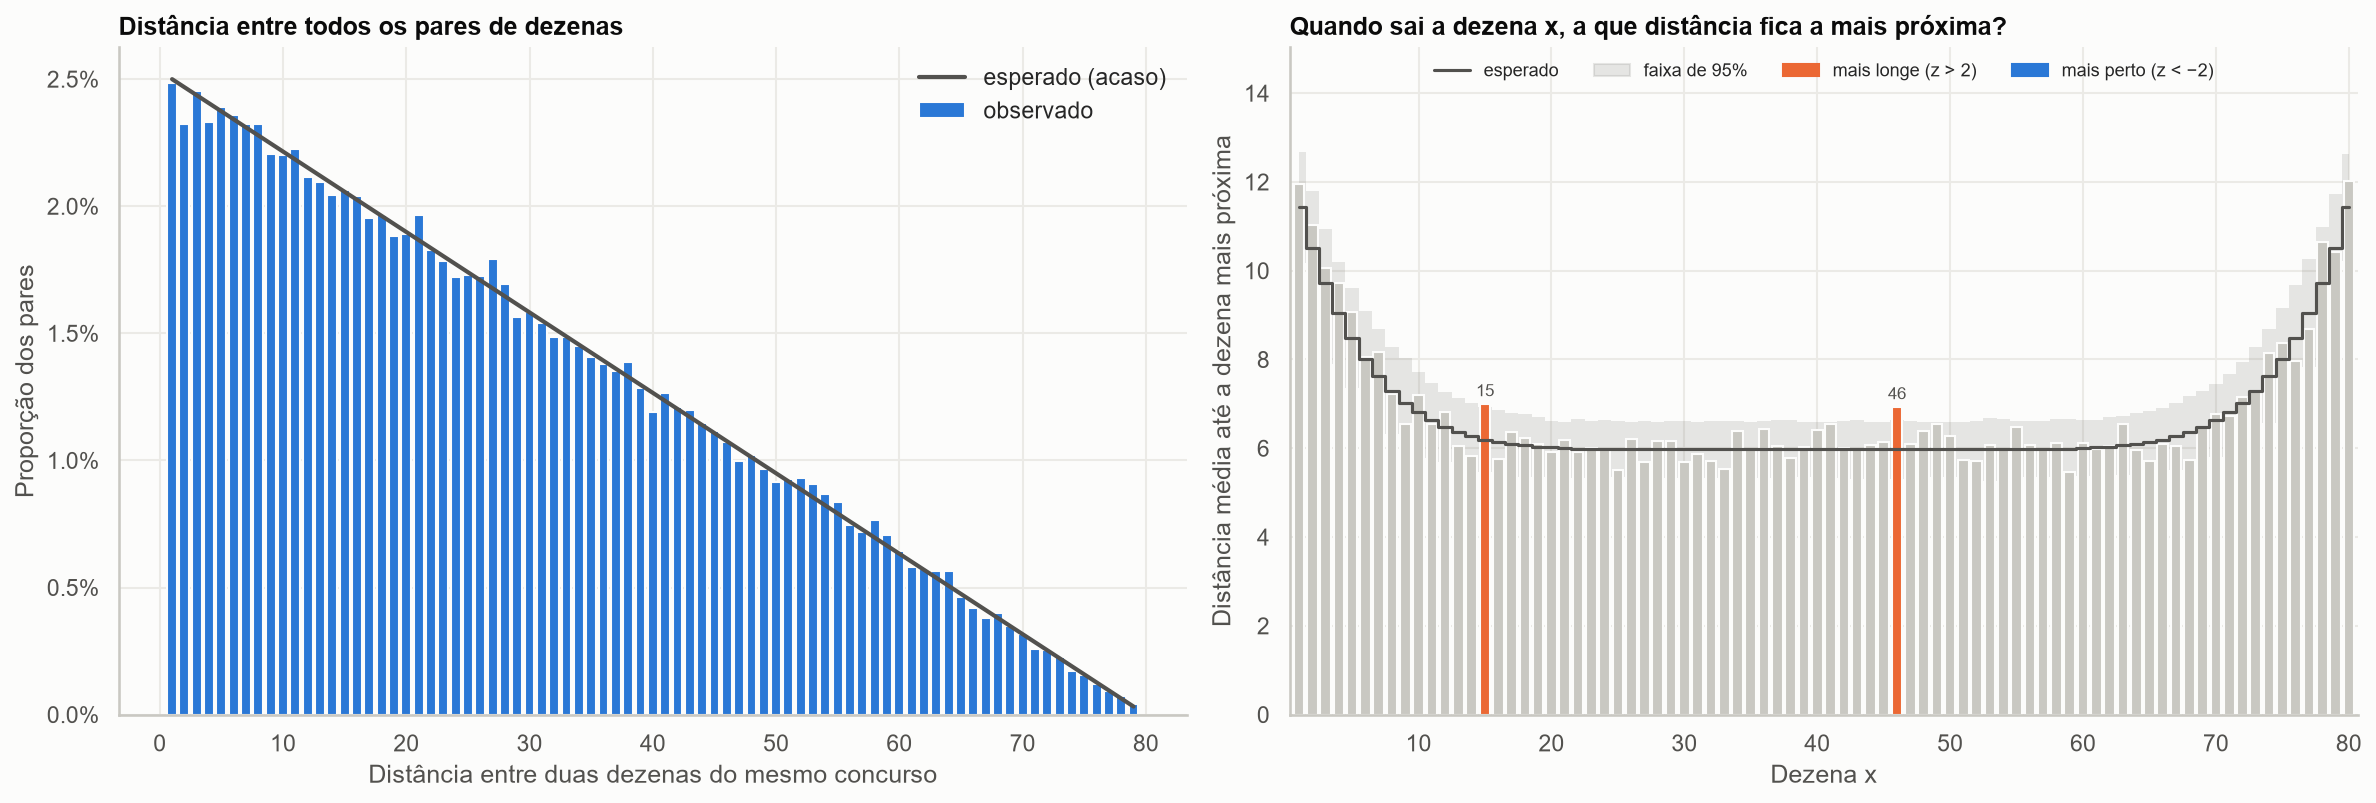 Distância entre todos os pares de dezenas
esperado (acaso)
observado
2.5%
2.0%
1.5%
1.0%
0.5%
0.0%
Proporção dos pares
0 10 20 30 40 50 60 70 80
Distância entre duas dezenas do mesmo concurso
Quando sai a dezena x, a que distância fica a mais próxima?
esperado faixa de 95% mais longe (z > 2) mais perto (z < −2)
14
12
10
8
6
4
2
0
Distância média até a dezena mais próxima
15
46
10 20 30 40 50 60 70 80
Dezena x